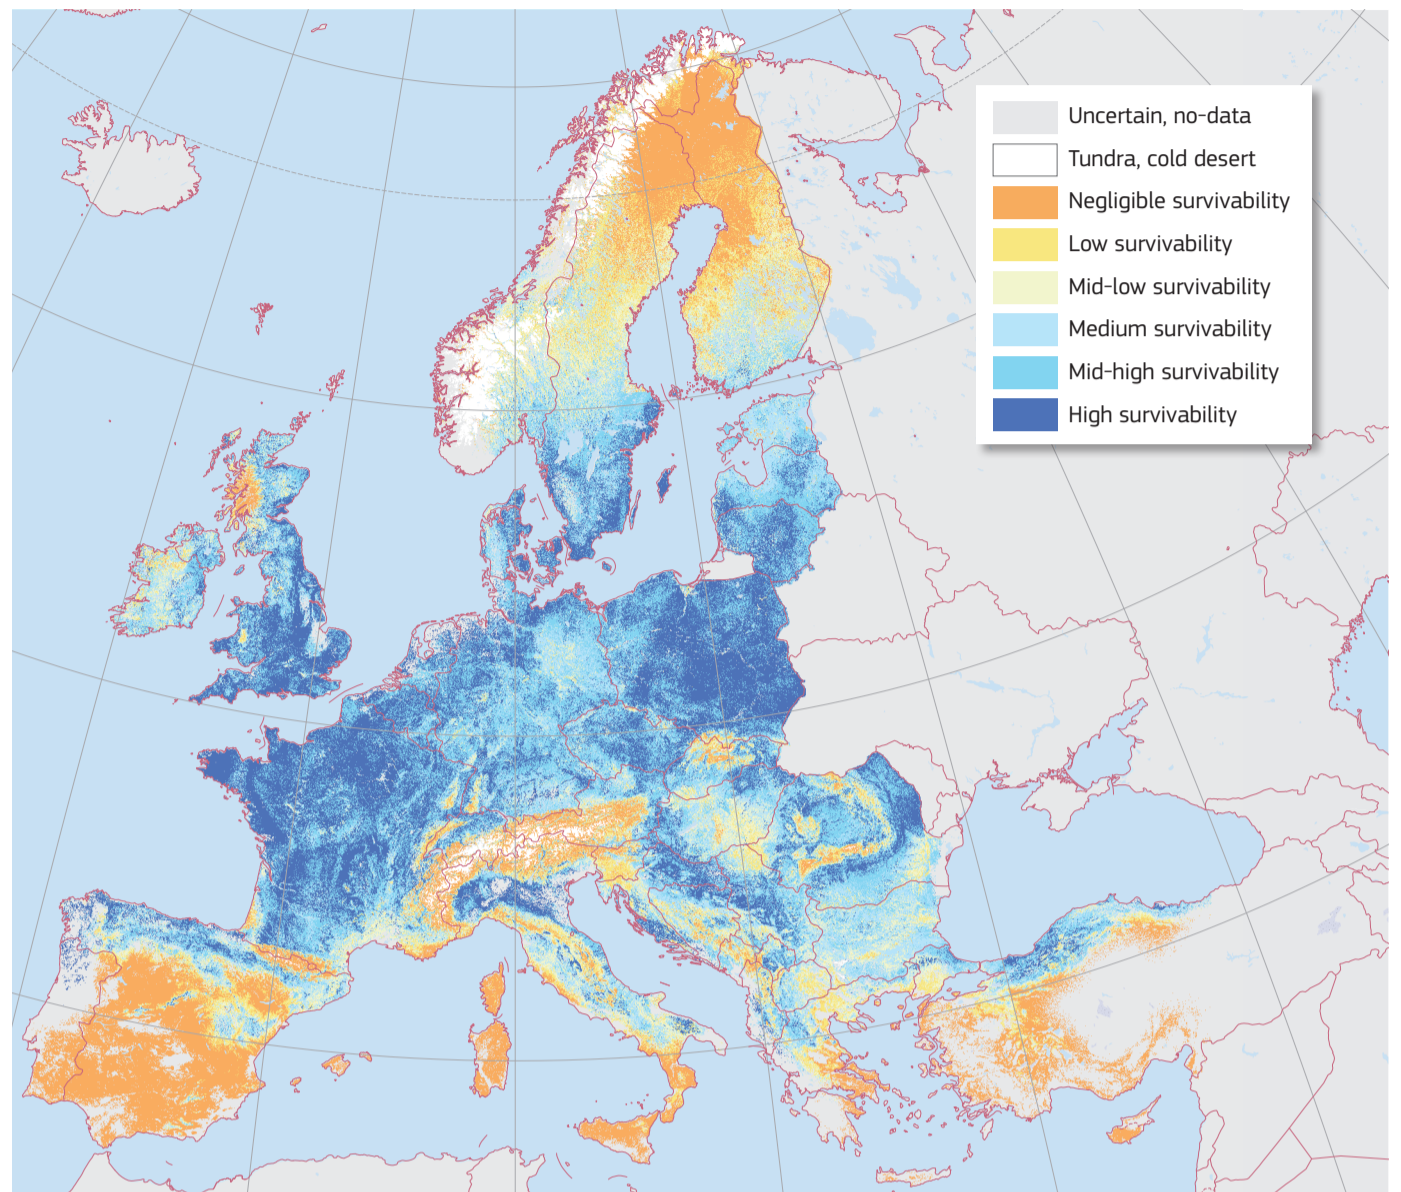 Uncertain, no-data
Tundra, cold desert
Negligible survivability
Low survivability
Mid-low survivability
Medium survivability
Mid-high survivability
High survivability